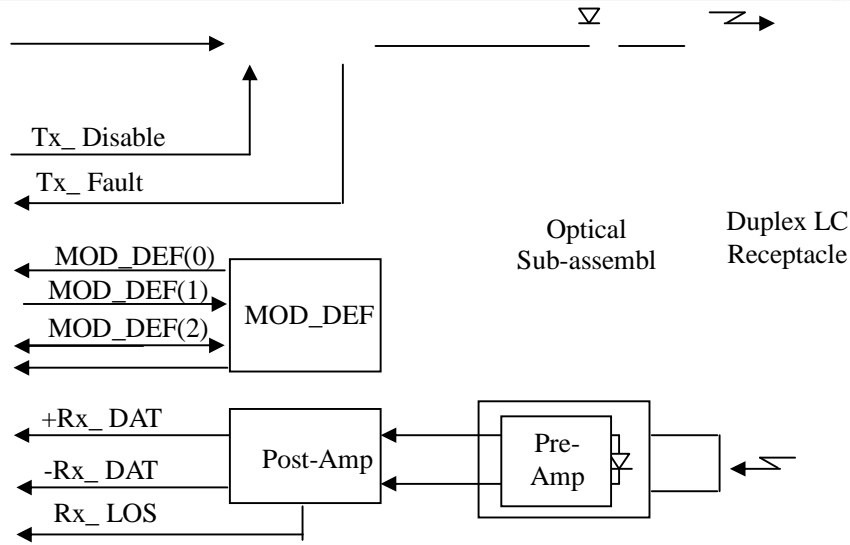 Tx_ Disable
Tx_ Fault
Optical
Sub-assembl
Duplex LC
Receptacle
MOD_DEF(0)
MOD_DEF(1)
MOD_DEF(2)
MOD_DEF
+Rx_ DAT
-Rx_ DAT
Rx_ LOS
Post-Amp
Pre-
Amp